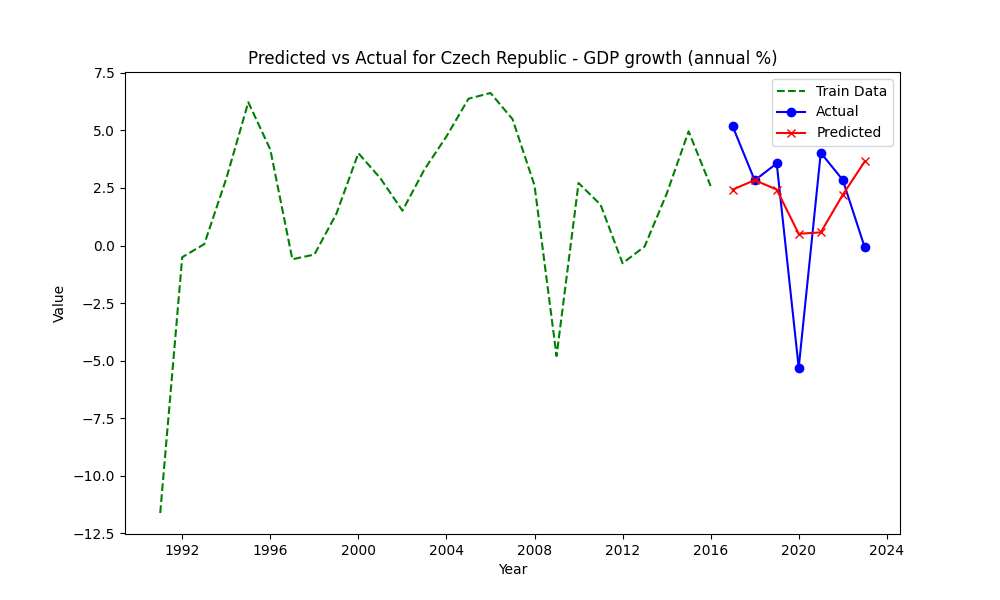 Predicted vs Actual for Czech Republic - GDP growth (annual %)
Train Data
Actual
Predicted
Value
7.5
5.0
2.5
0.0
−2.5
−5.0
−7.5
−10.0
−12.5
1992 1996 2000 2004 2008 2012 2016 2020 2024
Year